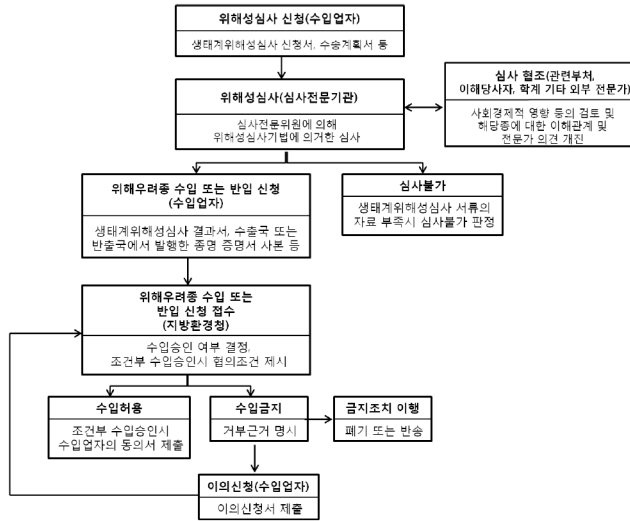 위해성심사 신청(수입업자)
생태계위해성심사 신청서, 수송계획서 등
위해성심사(심사전문기관)
심사전문위원에 의해
위해성심사기법에 의거한 심사
심사 협조(관련부처,
이해당사자, 학계 기타 외부 전문가)
사회경제적 영향 등의 검토 및
해당종에 대한 이해관계 및
전문가 의견 개진
위해우려종 수입 또는 반입 신청
(수입업자)
생태계위해성심사 결과서, 수출국 또는
반출국에서 발행한 종명 증명서 사본 등
심사불가
생태계위해성심사 서류의
자료 부족시 심사불가 판정
위해우려종 수입 또는
반입 신청 접수
(지방환경청)
수입승인 여부 결정,
조건부 수입승인시 협의조건 제시
수입허용
조건부 수입승인시
수입업자의 동의서 제출
수입금지
거부근거 명시
금지조치 이행
폐기 또는 반송
이의신청(수입업자)
이의신청서 제출